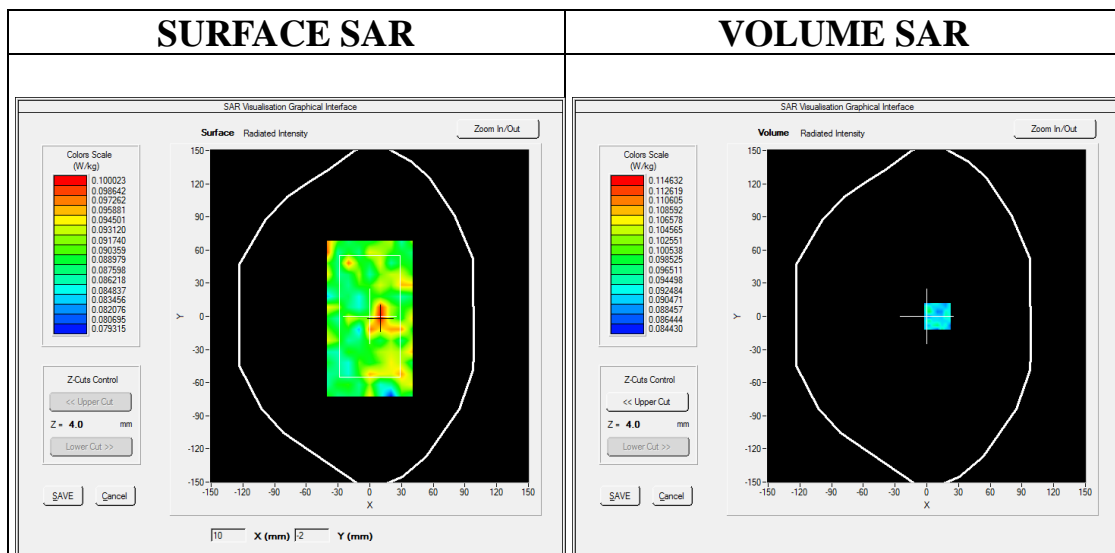 SURFACE SAR
VOLUME SAR
SAR Visualisation Graphical Interface
Surface Radiated Intensity
Zoom In/Out
Colors Scale
(W/kg)
0.100023
0.098642
0.097262
0.095881
0.094501
0.093120
0.091740
0.090359
0.088979
0.087598
0.086218
0.084837
0.083456
0.082076
0.080695
0.079315
150
120
90
60
30
0
-30
-60
-90
-120
-150
Y
-150 -120 -90 -60 -30 0 30 60 90 120 150
X
Z-Cuts Control
<< Upper Cut
Z = 4.0 mm
Lower Cut >>
SAVE Cancel
10 X (mm) -2 Y (mm)
SAR Visualisation Graphical Interface
Volume Radiated Intensity
Zoom In/Out
Colors Scale
(W/kg)
0.114632
0.112619
0.110605
0.108592
0.106578
0.104565
0.102551
0.100538
0.098525
0.096511
0.094498
0.092484
0.090471
0.088457
0.086444
0.084430
150
120
90
60
30
0
-30
-60
-90
-120
-150
Y
-150 -120 -90 -60 -30 0 30 60 90 120 150
X
Z-Cuts Control
<< Upper Cut
Z = 4.0 mm
Lower Cut >>
SAVE Cancel